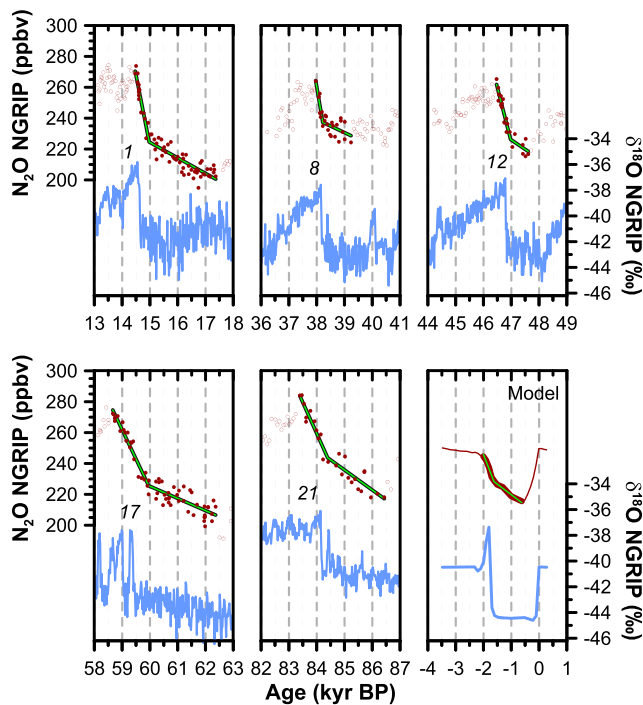 N₂O NGRIP (ppbv)
300
280
260
240
220
200
1
8
12
-34
-36
-38
-40
-42
-44
-46
δ¹⁸O NGRIP (‰)
13 14 15 16 17 18
36 37 38 39 40 41
44 45 46 47 48 49
N₂O NGRIP (ppbv)
300
280
260
240
220
200
17
21
Model
-34
-36
-38
-40
-42
-44
-46
δ¹⁸O NGRIP (‰)
58 59 60 61 62 63
82 83 84 85 86 87
-4 -3 -2 -1 0 1
Age (kyr BP)